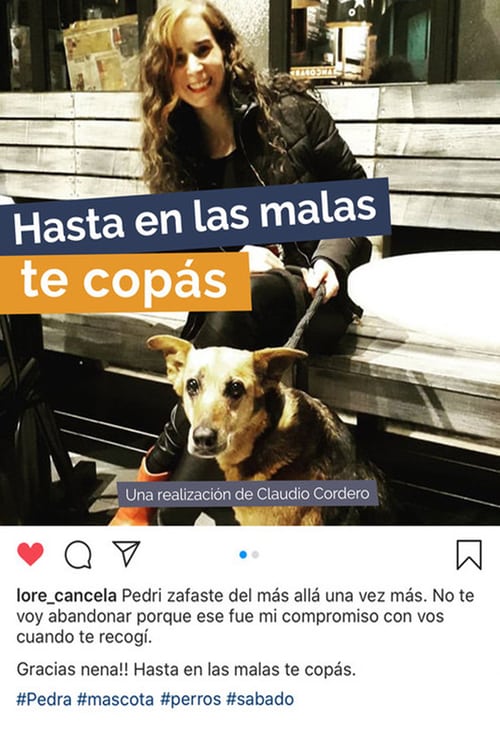 Hasta en las malas
te copás
Una realización de Claudio Cordero
lore_cancela Pedri zafaste del más allá una vez más. No te
voy abandonar porque ese fue mi compromiso con vos
cuando te recogí.
Gracias nena!! Hasta en las malas te copás.
#Pedra #mascota #perros #sabado